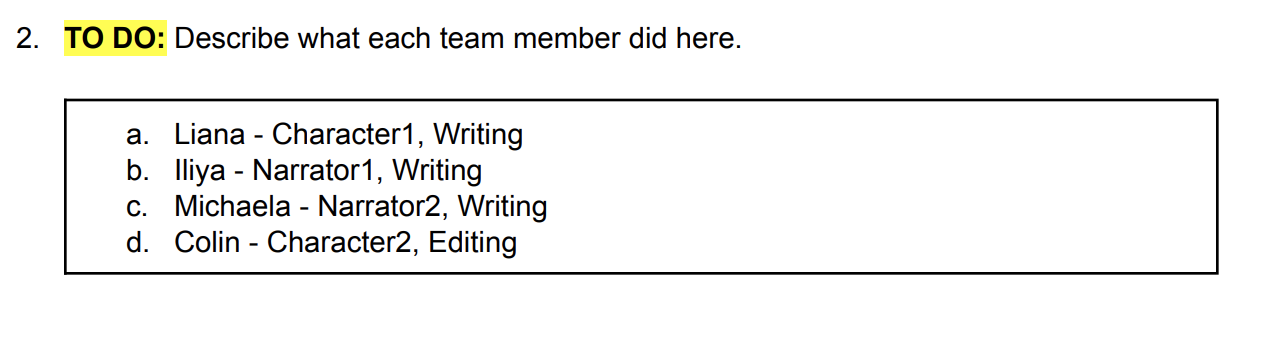 2. TO DO: Describe what each team member did here.
a. Liana - Character1, Writing
b. Iliya - Narrator1, Writing
c. Michaela - Narrator2, Writing
d. Colin - Character2, Editing